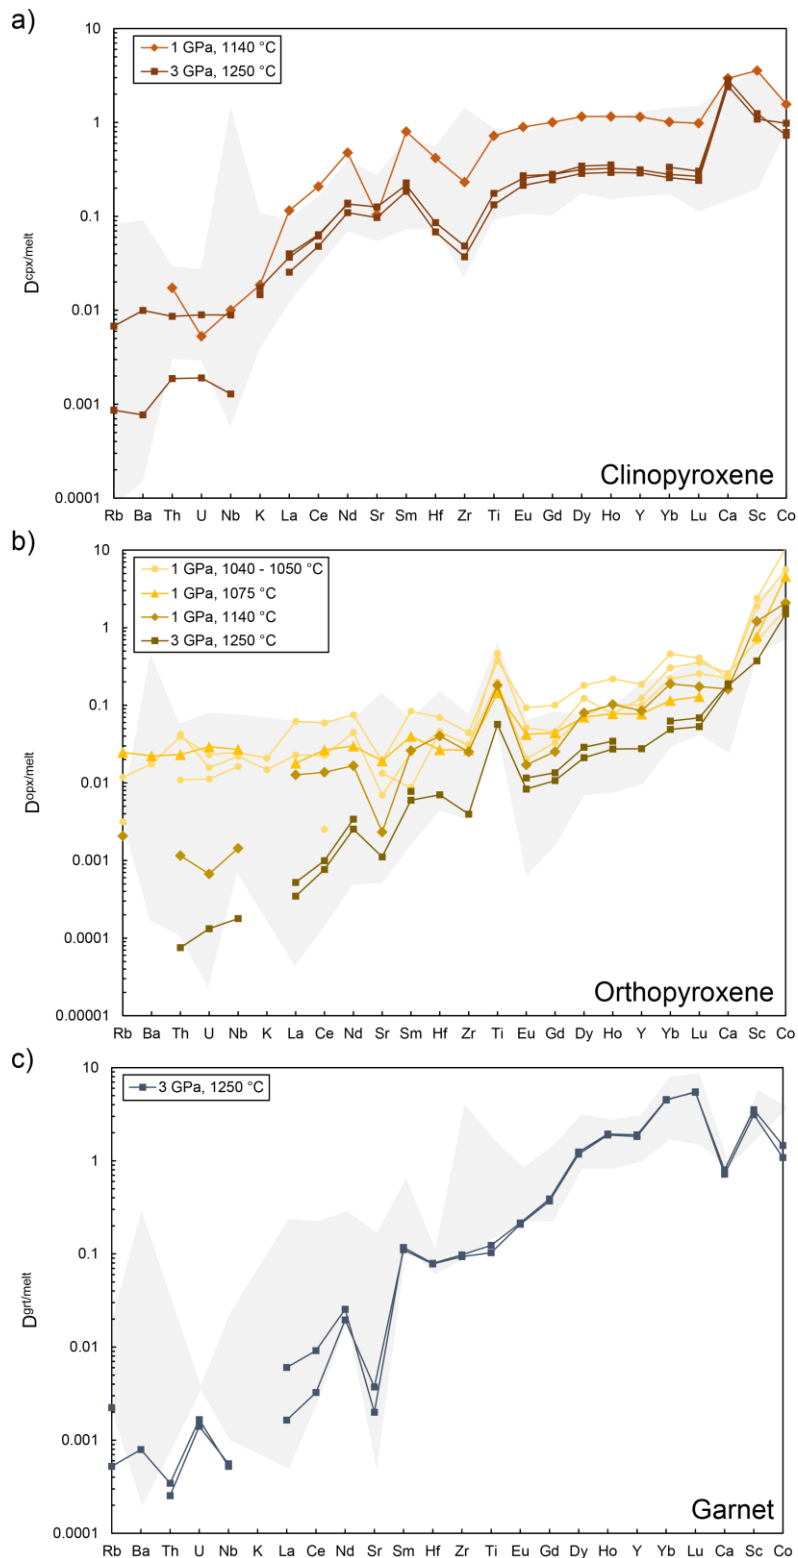 a)
10
1
0.1
0.01
0.001
0.0001
Dcpx/melt
1 GPa, 1140 °C
3 GPa, 1250 °C
Clinopyroxene
Rb Ba Th U Nb K La Ce Nd Sr Sm Hf Zr Ti Eu Gd Dy Ho Y Yb Lu Ca Sc Co
b)
10
1
0.1
0.01
0.001
0.0001
0.00001
Dopx/melt
1 GPa, 1040 - 1050 °C
1 GPa, 1075 °C
1 GPa, 1140 °C
3 GPa, 1250 °C
Orthopyroxene
Rb Ba Th U Nb K La Ce Nd Sr Sm Hf Zr Ti Eu Gd Dy Ho Y Yb Lu Ca Sc Co
c)
10
1
0.1
0.01
0.001
0.0001
Dgrt/melt
3 GPa, 1250 °C
Garnet
Rb Ba Th U Nb K La Ce Nd Sr Sm Hf Zr Ti Eu Gd Dy Ho Y Yb Lu Ca Sc Co